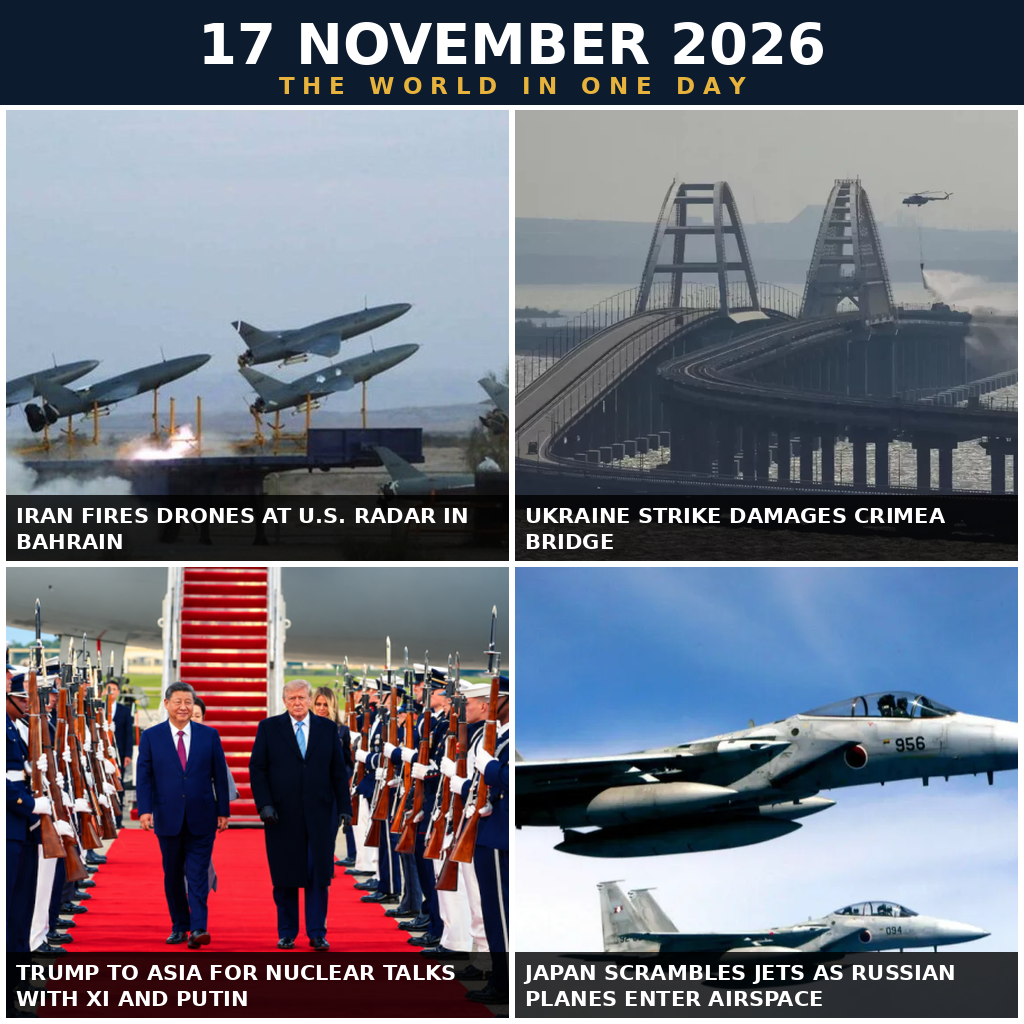 17 NOVEMBER 2026
THE WORLD IN ONE DAY
IRAN FIRES DRONES AT U.S. RADAR IN
BAHRAIN
UKRAINE STRIKE DAMAGES CRIMEA
BRIDGE
956
094
TRUMP TO ASIA FOR NUCLEAR TALKS
WITH XI AND PUTIN
JAPAN SCRAMBLES JETS AS RUSSIAN
PLANES ENTER AIRSPACE